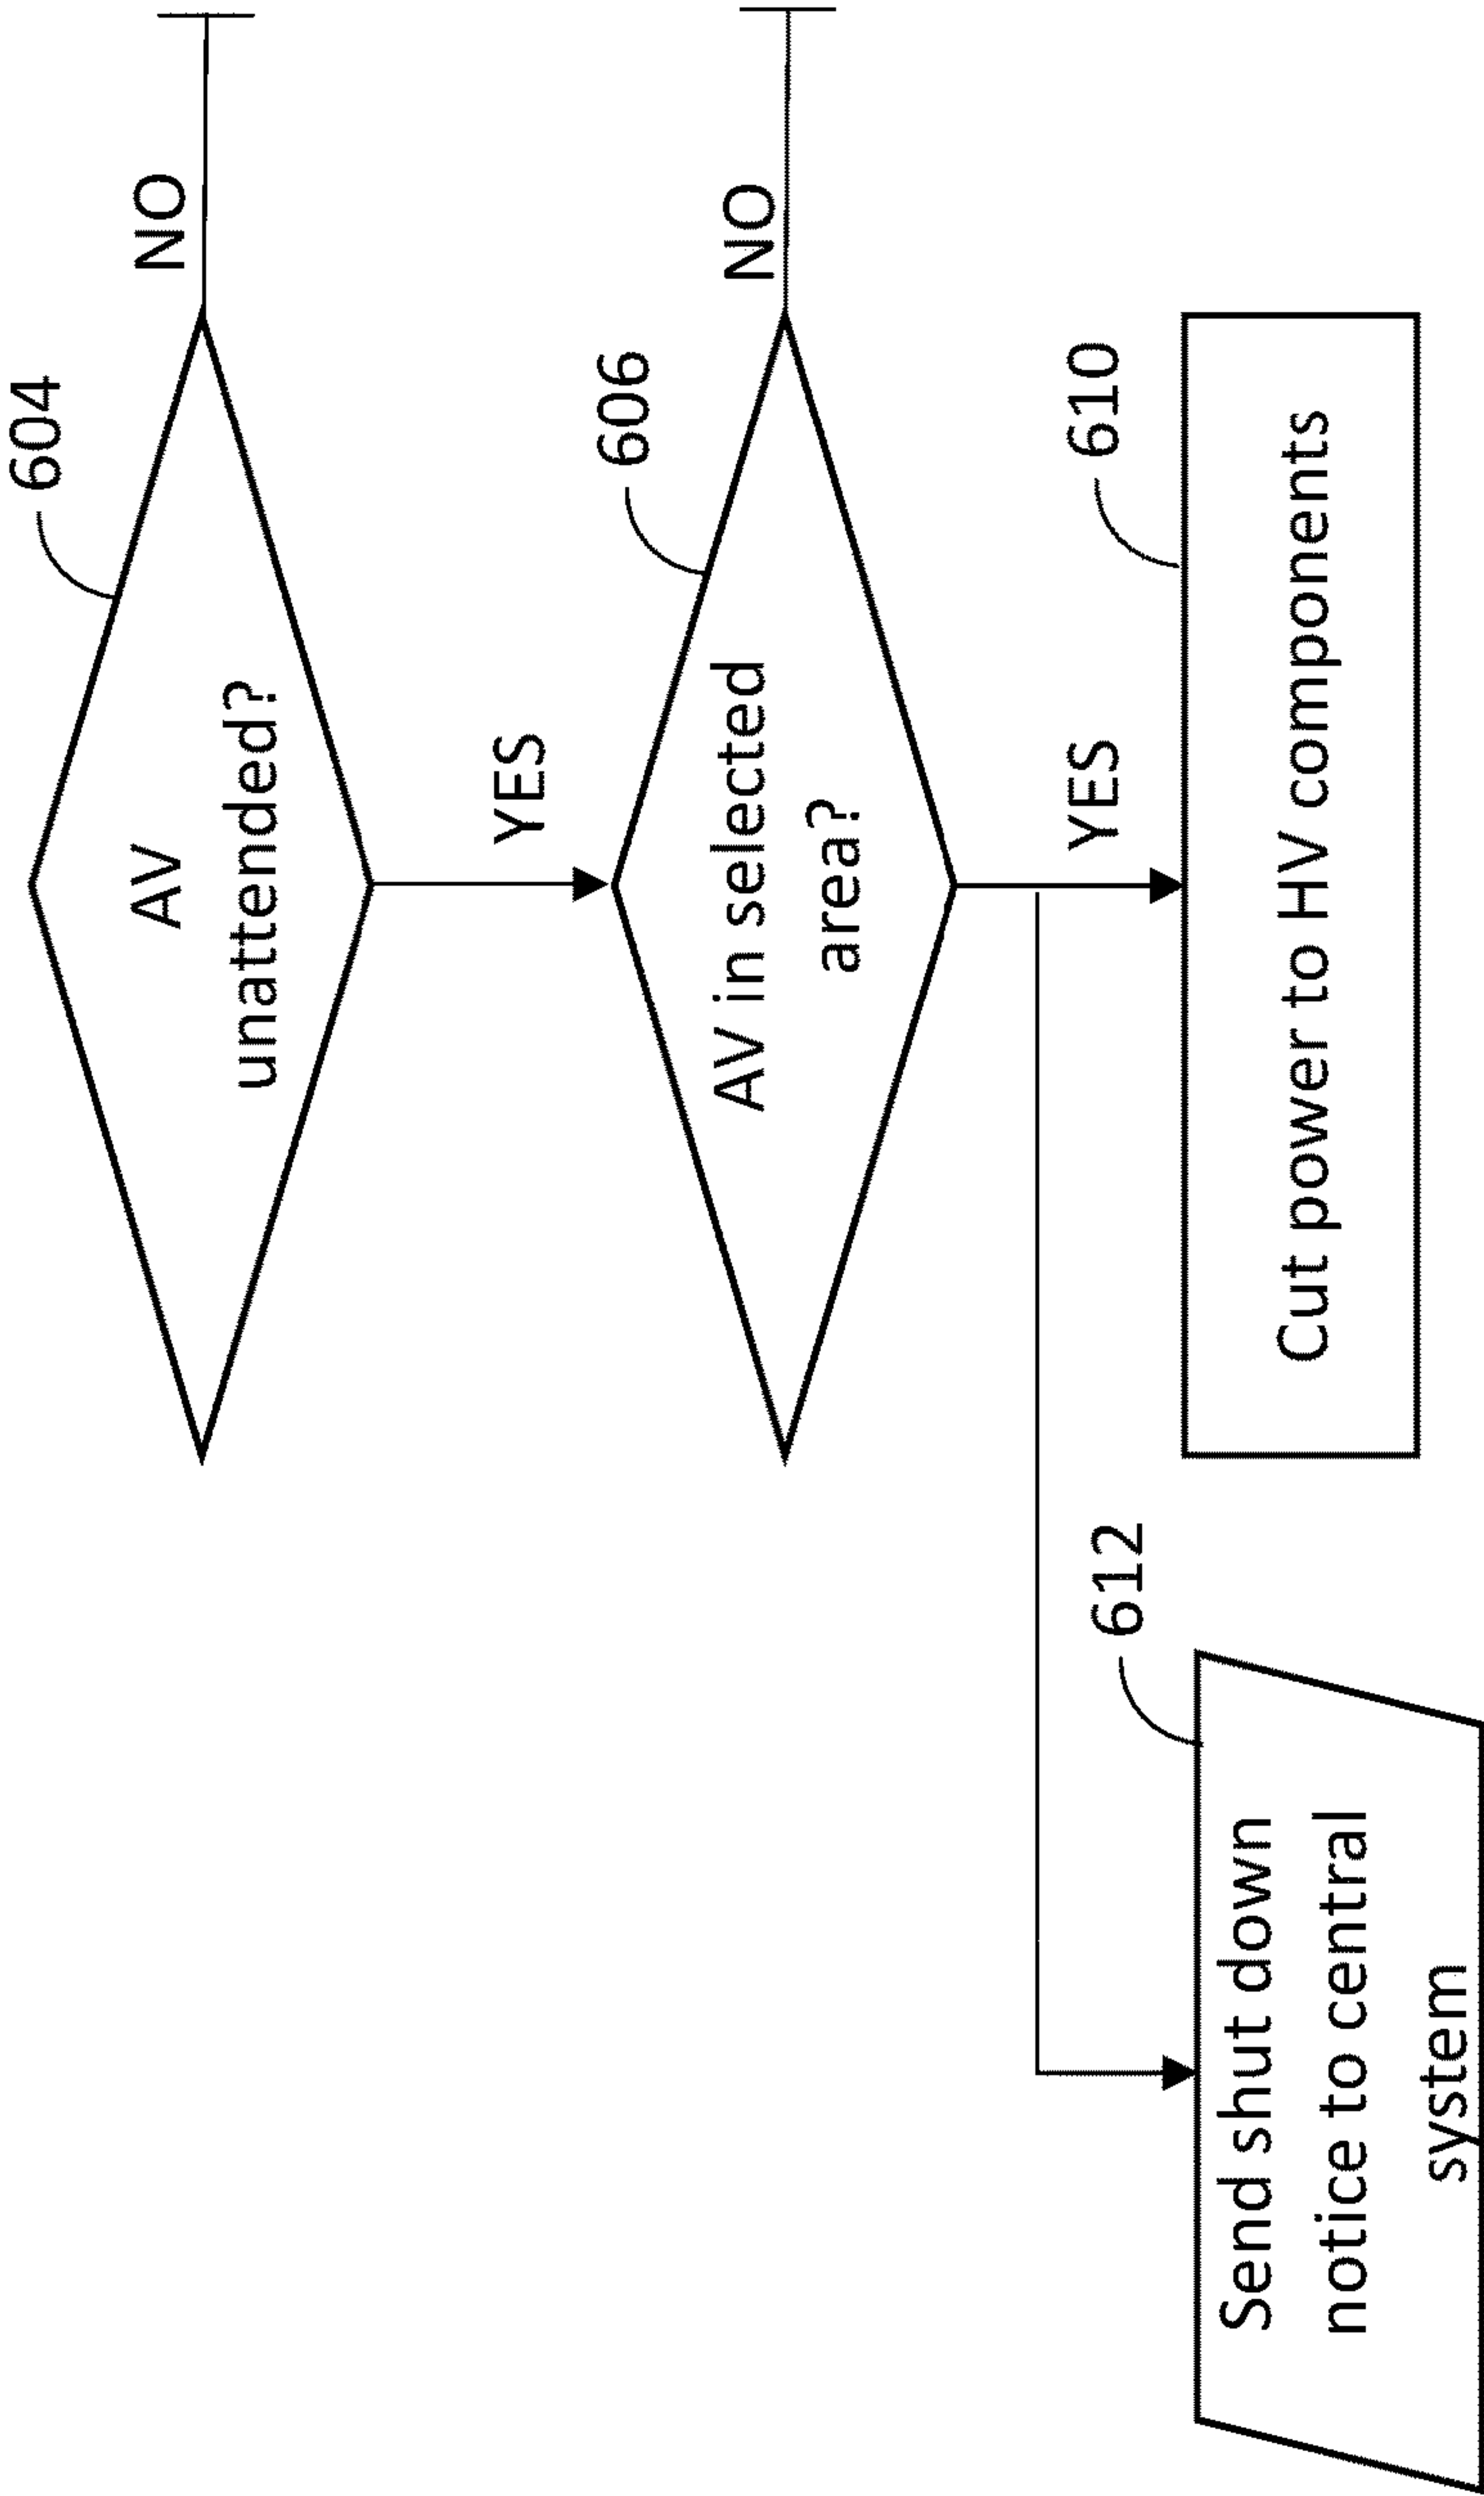 604
AV
unattended?
NO
YES
606
AV in selected
area?
NO
YES
610
Cut power to HV components
612
Send shut down
notice to central
system